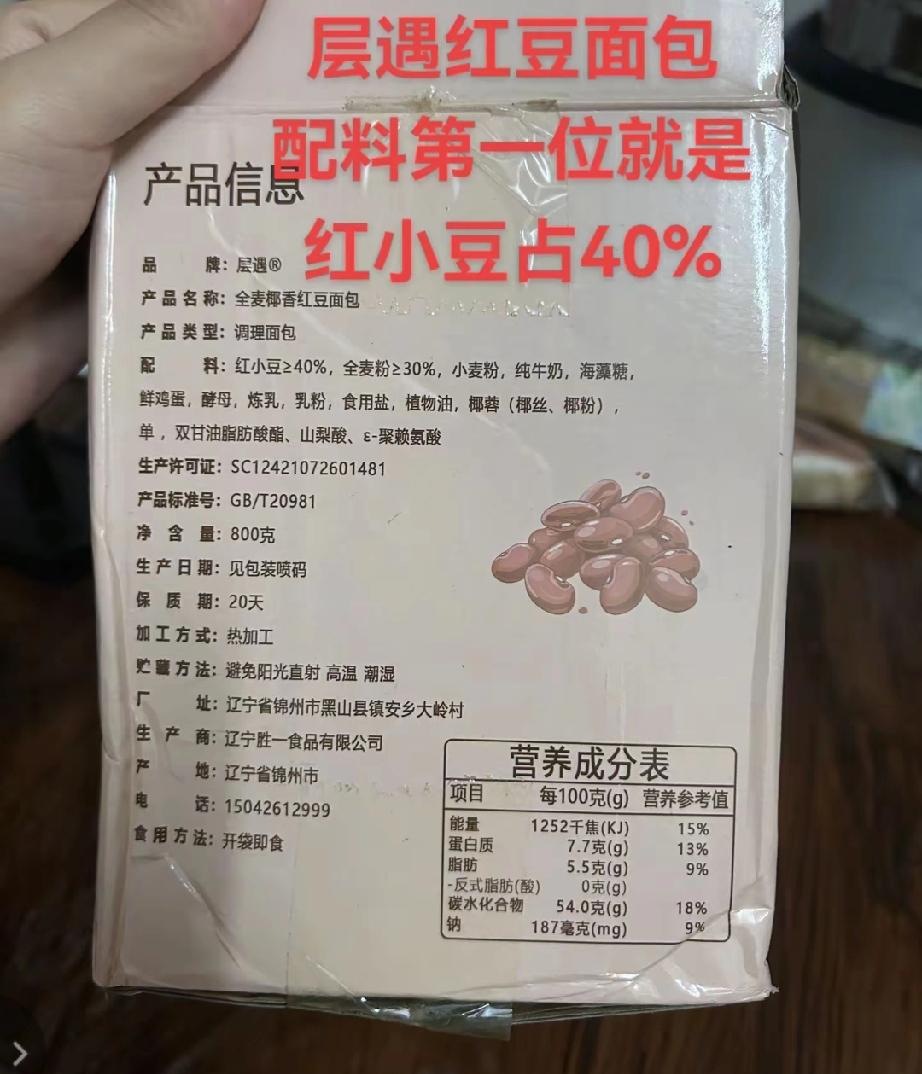 层遇红豆面包
配料第一位就是
红小豆占40%
产品信息
品牌：层遇®
产品名称：全麦椰香红豆面包
产品类型：调理面包
配料：红小豆≥40%，全麦粉≥30%，小麦粉，纯牛奶，海藻糖，
鲜鸡蛋，酵母，炼乳，乳粉，食用盐，植物油，椰蓉（椰丝、椰粉），
单，双甘油脂肪酸酯、山梨酸、ε-聚赖氨酸
生产许可证：SC12421072601481
产品标准号：GB/T20981
净含量：800克
生产日期：见包装喷码
保质期：20天
加工方式：热加工
贮藏方法：避免阳光直射 高温 潮湿
厂址：辽宁省锦州市黑山县镇安乡大岭村
生产商：辽宁胜一食品有限公司
产地：辽宁省锦州市
电话：15042612999
食用方法：开袋即食
营养成分表
项目 每100克(g) 营养参考值
能量 1252千焦(KJ) 15%
蛋白质 7.7克(g) 13%
脂肪 5.5克(g) 9%
-反式脂肪(酸) 0克(g)
碳水化合物 54.0克(g) 18%
钠 187毫克(mg) 9%